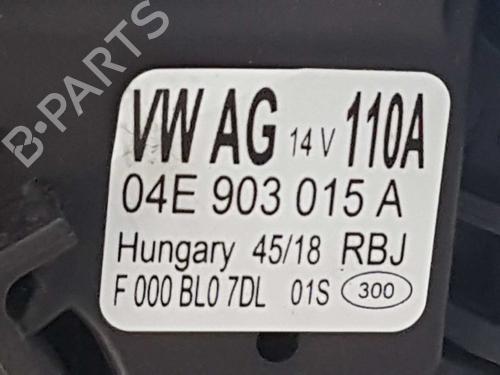 B-PARTS
VW AG 14 V 110A
04E 903 015 A
Hungary 45/18 RBJ
F 000 BL0 7DL 01S 300